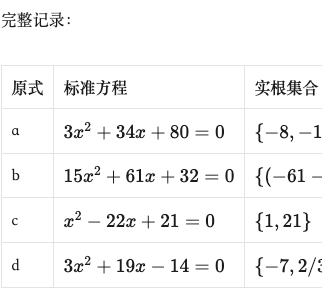 完整记录：
原式 标准方程 实根集合
a 3x² + 34x + 80 = 0 {−8, −1
b 15x² + 61x + 32 = 0 {(−61 −
c x² − 22x + 21 = 0 {1, 21}
d 3x² + 19x − 14 = 0 {−7, 2/3